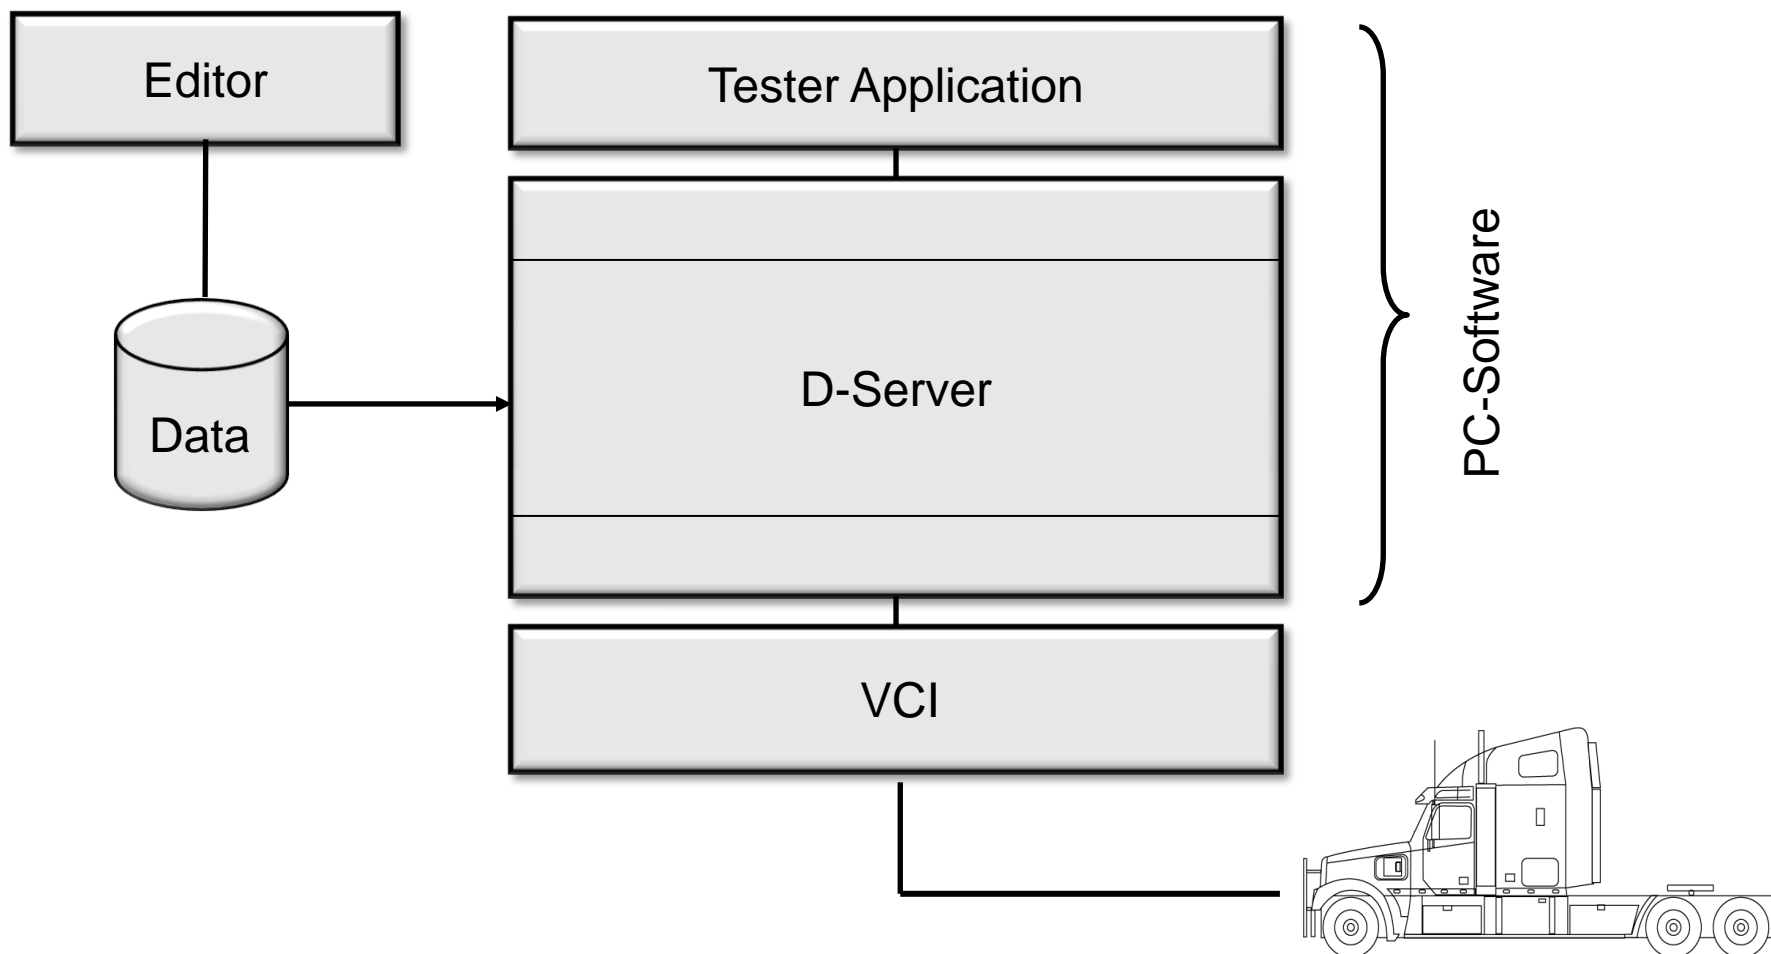 Editor
Tester Application
D-Server
Data
PC-Software
VCI